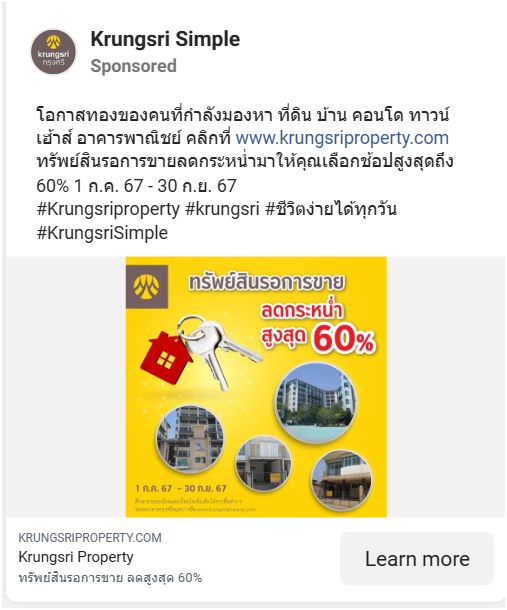 krungsri
กรุงศรี
Krungsri Simple
Sponsored
โอกาสทองของคนที่กำลังมองหา ที่ดิน บ้าน คอนโด ทาวน์
เฮ้าส์ อาคารพาณิชย์ คลิกที่ www.krungsriproperty.com
ทรัพย์สินรอการขายลดกระหน่ำมาให้คุณเลือกช้อปสูงสุดถึง
60% 1 ก.ค. 67 - 30 ก.ย. 67
#Krungsriproperty #krungsri #ชีวิตง่ายได้ทุกวัน
#KrungsriSimple
ทรัพย์สินรอการขาย
ลดกระหน่ำ
สูงสุด 60%
1 ก.ค. 67 - 30 ก.ย. 67
www.krungsriproperty.com
KRUNGSRIPROPERTY.COM
Krungsri Property
ทรัพย์สินรอการขาย ลดสูงสุด 60%
Learn more